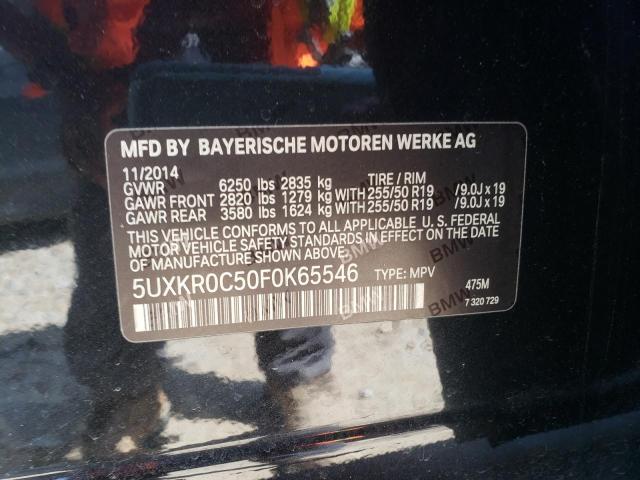 MFD BY BAYERISCHE MOTOREN WERKE AG
11/2014
GVWR 6250 lbs 2835 kg TIRE / RIM
GAWR FRONT 2820 lbs 1279 kg WITH 255/50 R19 /9.0J x 19
GAWR REAR 3580 lbs 1624 kg WITH 255/50 R19 /9.0J x 19
THIS VEHICLE CONFORMS TO ALL APPLICABLE U. S. FEDERAL
MOTOR VEHICLE SAFETY STANDARDS IN EFFECT ON THE DATE
OF MANUFACTURE SHOWN ABOVE.
5UXKR0C50F0K65546 TYPE: MPV 475M
7 320 729